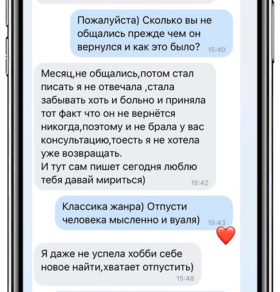 Пожалуйста) Сколько вы не
общались прежде чем он
вернулся и как это было?
15:40
Месяц,не общались,потом стал
писать я не отвечала ,стала
забывать хоть и больно и приняла
тот факт что он не вернётся
никогда,поэтому и не брала у вас
консультацию,тоесть я не хотела
уже возвращать.
И тут сам пишет сегодня люблю
тебя давай мириться)
15:42
Классика жанра) Отпусти
человека мысленно и вуаля)
15:43
Я даже не успела хобби себе
новое найти,хватает отпустить)
15:48